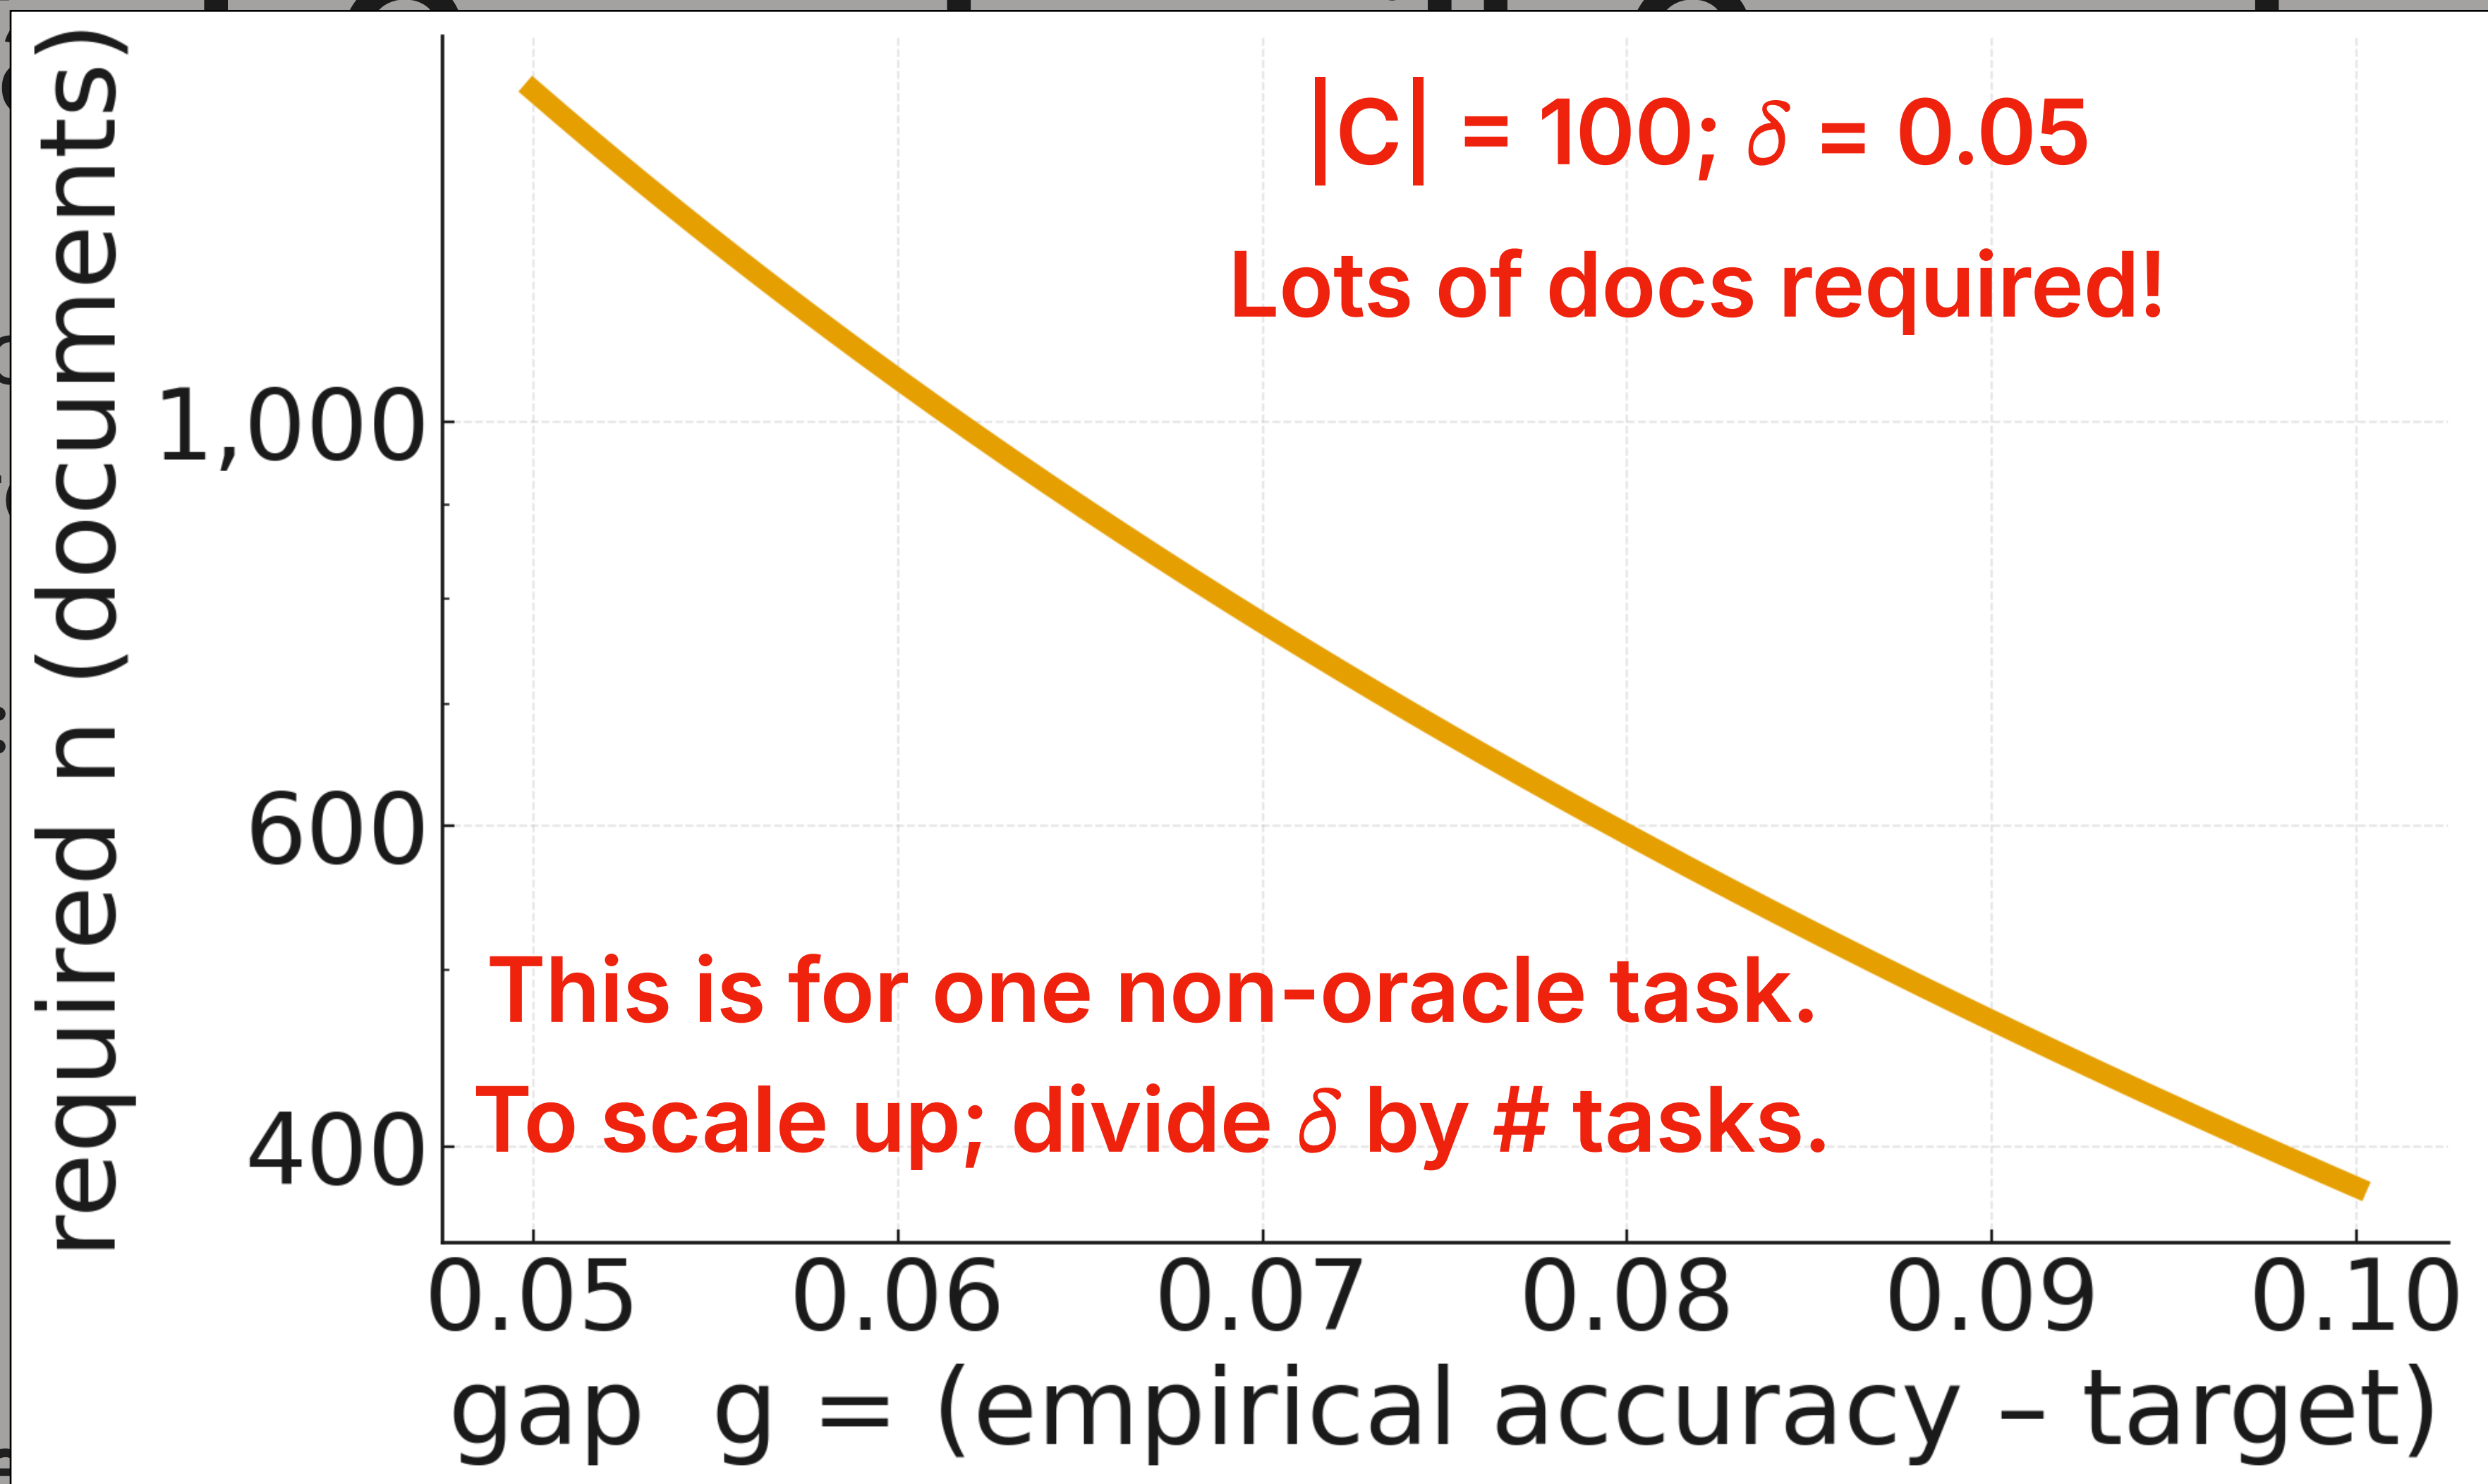 |C| = 100; δ = 0.05
Lots of docs required!
required n (documents)
1,000
600
400
This is for one non-oracle task.
To scale up; divide δ by # tasks.
0.05 0.06 0.07 0.08 0.09 0.10
gap g = (empirical accuracy – target)